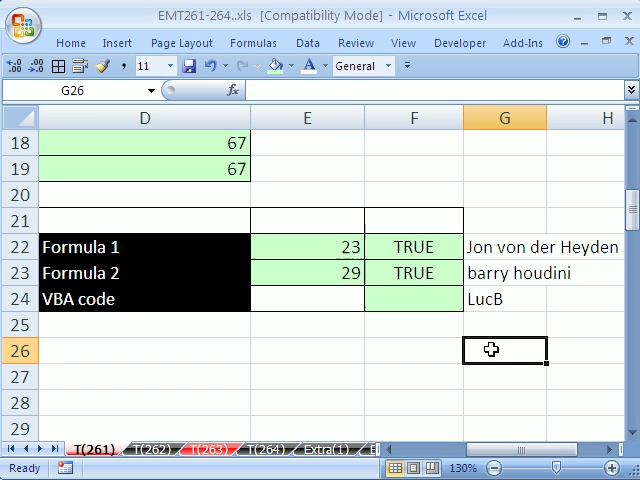 EMT261-264..xls [Compatibility Mode] - Microsoft Excel
Home Insert Page Layout Formulas Data Review View Developer Add-Ins
11 General
G26 fx
D E F G H
18 67
19 67
20
21
22 Formula 1 23 TRUE Jon von der Heyden
23 Formula 2 29 TRUE barry houdini
24 VBA code LucB
25
26
27
28
29
T(261) T(262) T(263) T(264) Extra(1)
Ready 130%